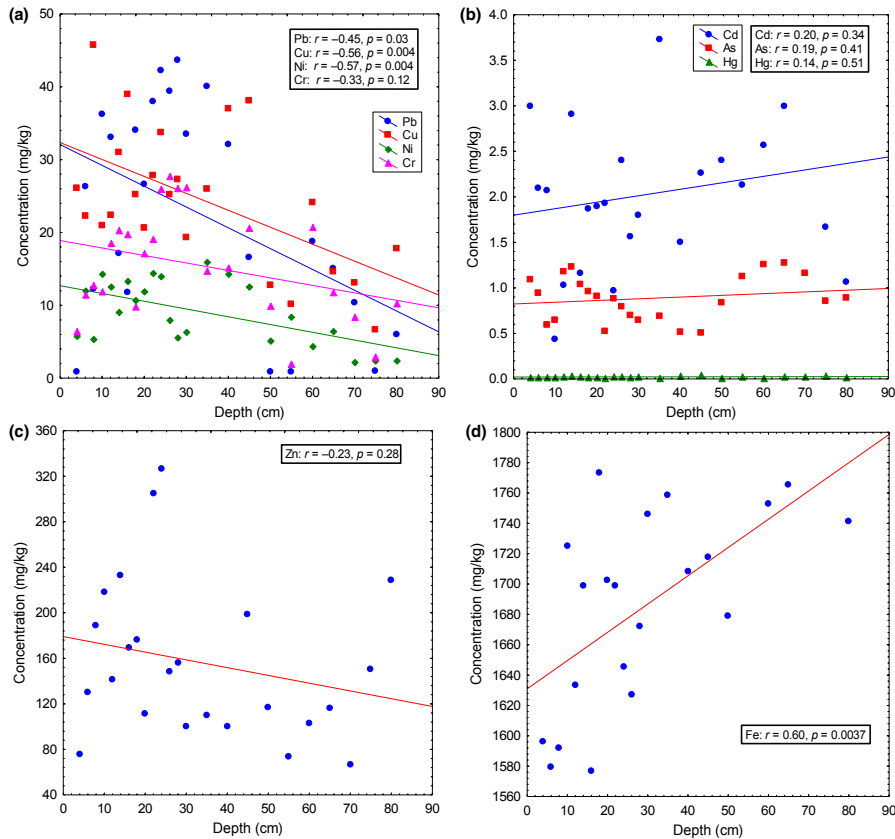 (a)
Concentration (mg/kg)
50
40
30
20
10
0
Pb: r = –0.45, p = 0.03
Cu: r = –0.56, p = 0.004
Ni: r = –0.57, p = 0.004
Cr: r = –0.33, p = 0.12
Pb
Cu
Ni
Cr
0 10 20 30 40 50 60 70 80 90
Depth (cm)
(b)
Concentration (mg/kg)
4.0
3.5
3.0
2.5
2.0
1.5
1.0
0.5
0.0
Cd
As
Hg
Cd: r = 0.20, p = 0.34
As: r = 0.19, p = 0.41
Hg: r = 0.14, p = 0.51
0 10 20 30 40 50 60 70 80 90
Depth (cm)
(c)
Concentration (mg/kg)
360
320
280
240
200
160
120
80
40
Zn: r = –0.23, p = 0.28
0 10 20 30 40 50 60 70 80 90
Depth (cm)
(d)
Concentration (mg/kg)
1800
1780
1760
1740
1720
1700
1680
1660
1640
1620
1600
1580
1560
Fe: r = 0.60, p = 0.0037
0 10 20 30 40 50 60 70 80 90
Depth (cm)